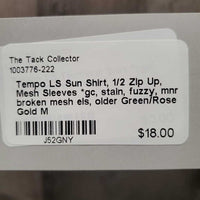 The Tack Collector
1003776-222
Tempo LS Sun Shirt, 1/2 Zip Up,
Mesh Sleeves *gc, stain, fuzzy, mnr
broken mesh els, older Green/Rose
Gold M
J52GNY
$18.00